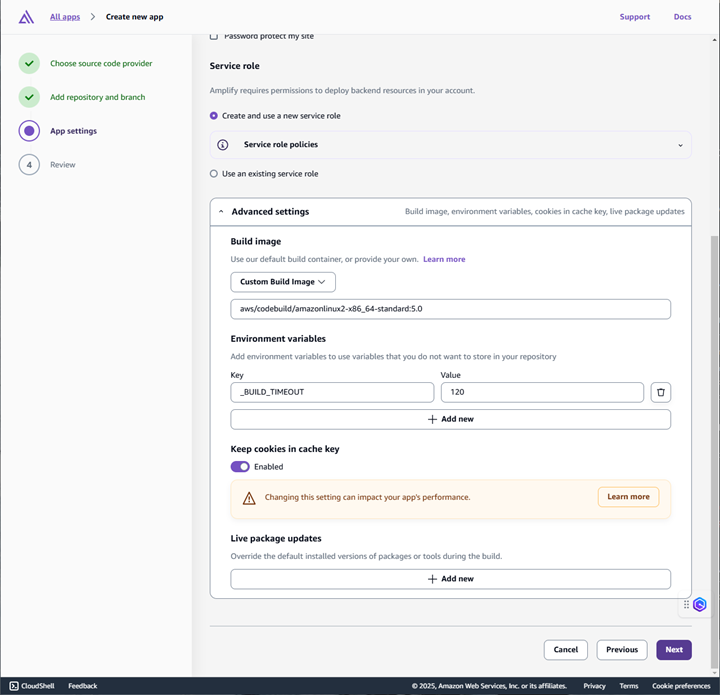 All apps
Create new app
Support
Docs
Choose source code provider
Add repository and branch
App settings
4
Review
Password protect my site
Service role
Amplify requires permissions to deploy backend resources in your account.
Create and use a new service role
Service role policies
Use an existing service role
Advanced settings
Build image, environment variables, cookies in cache key, live package updates
Build image
Use our default build container, or provide your own. Learn more
Custom Build Image
aws/codebuild/amazonlinux2-x86_64-standard:5.0
Environment variables
Add environment variables to use variables that you do not want to store in your repository
Key
Value
_BUILD_TIMEOUT
120
Add new
Keep cookies in cache key
Enabled
Changing this setting can impact your app's performance.
Learn more
Live package updates
Override the default installed versions of packages or tools during the build.
Add new
Cancel
Previous
Next
CloudShell
Feedback
© 2025, Amazon Web Services, Inc. or its affiliates.
Privacy
Terms
Cookie preferences